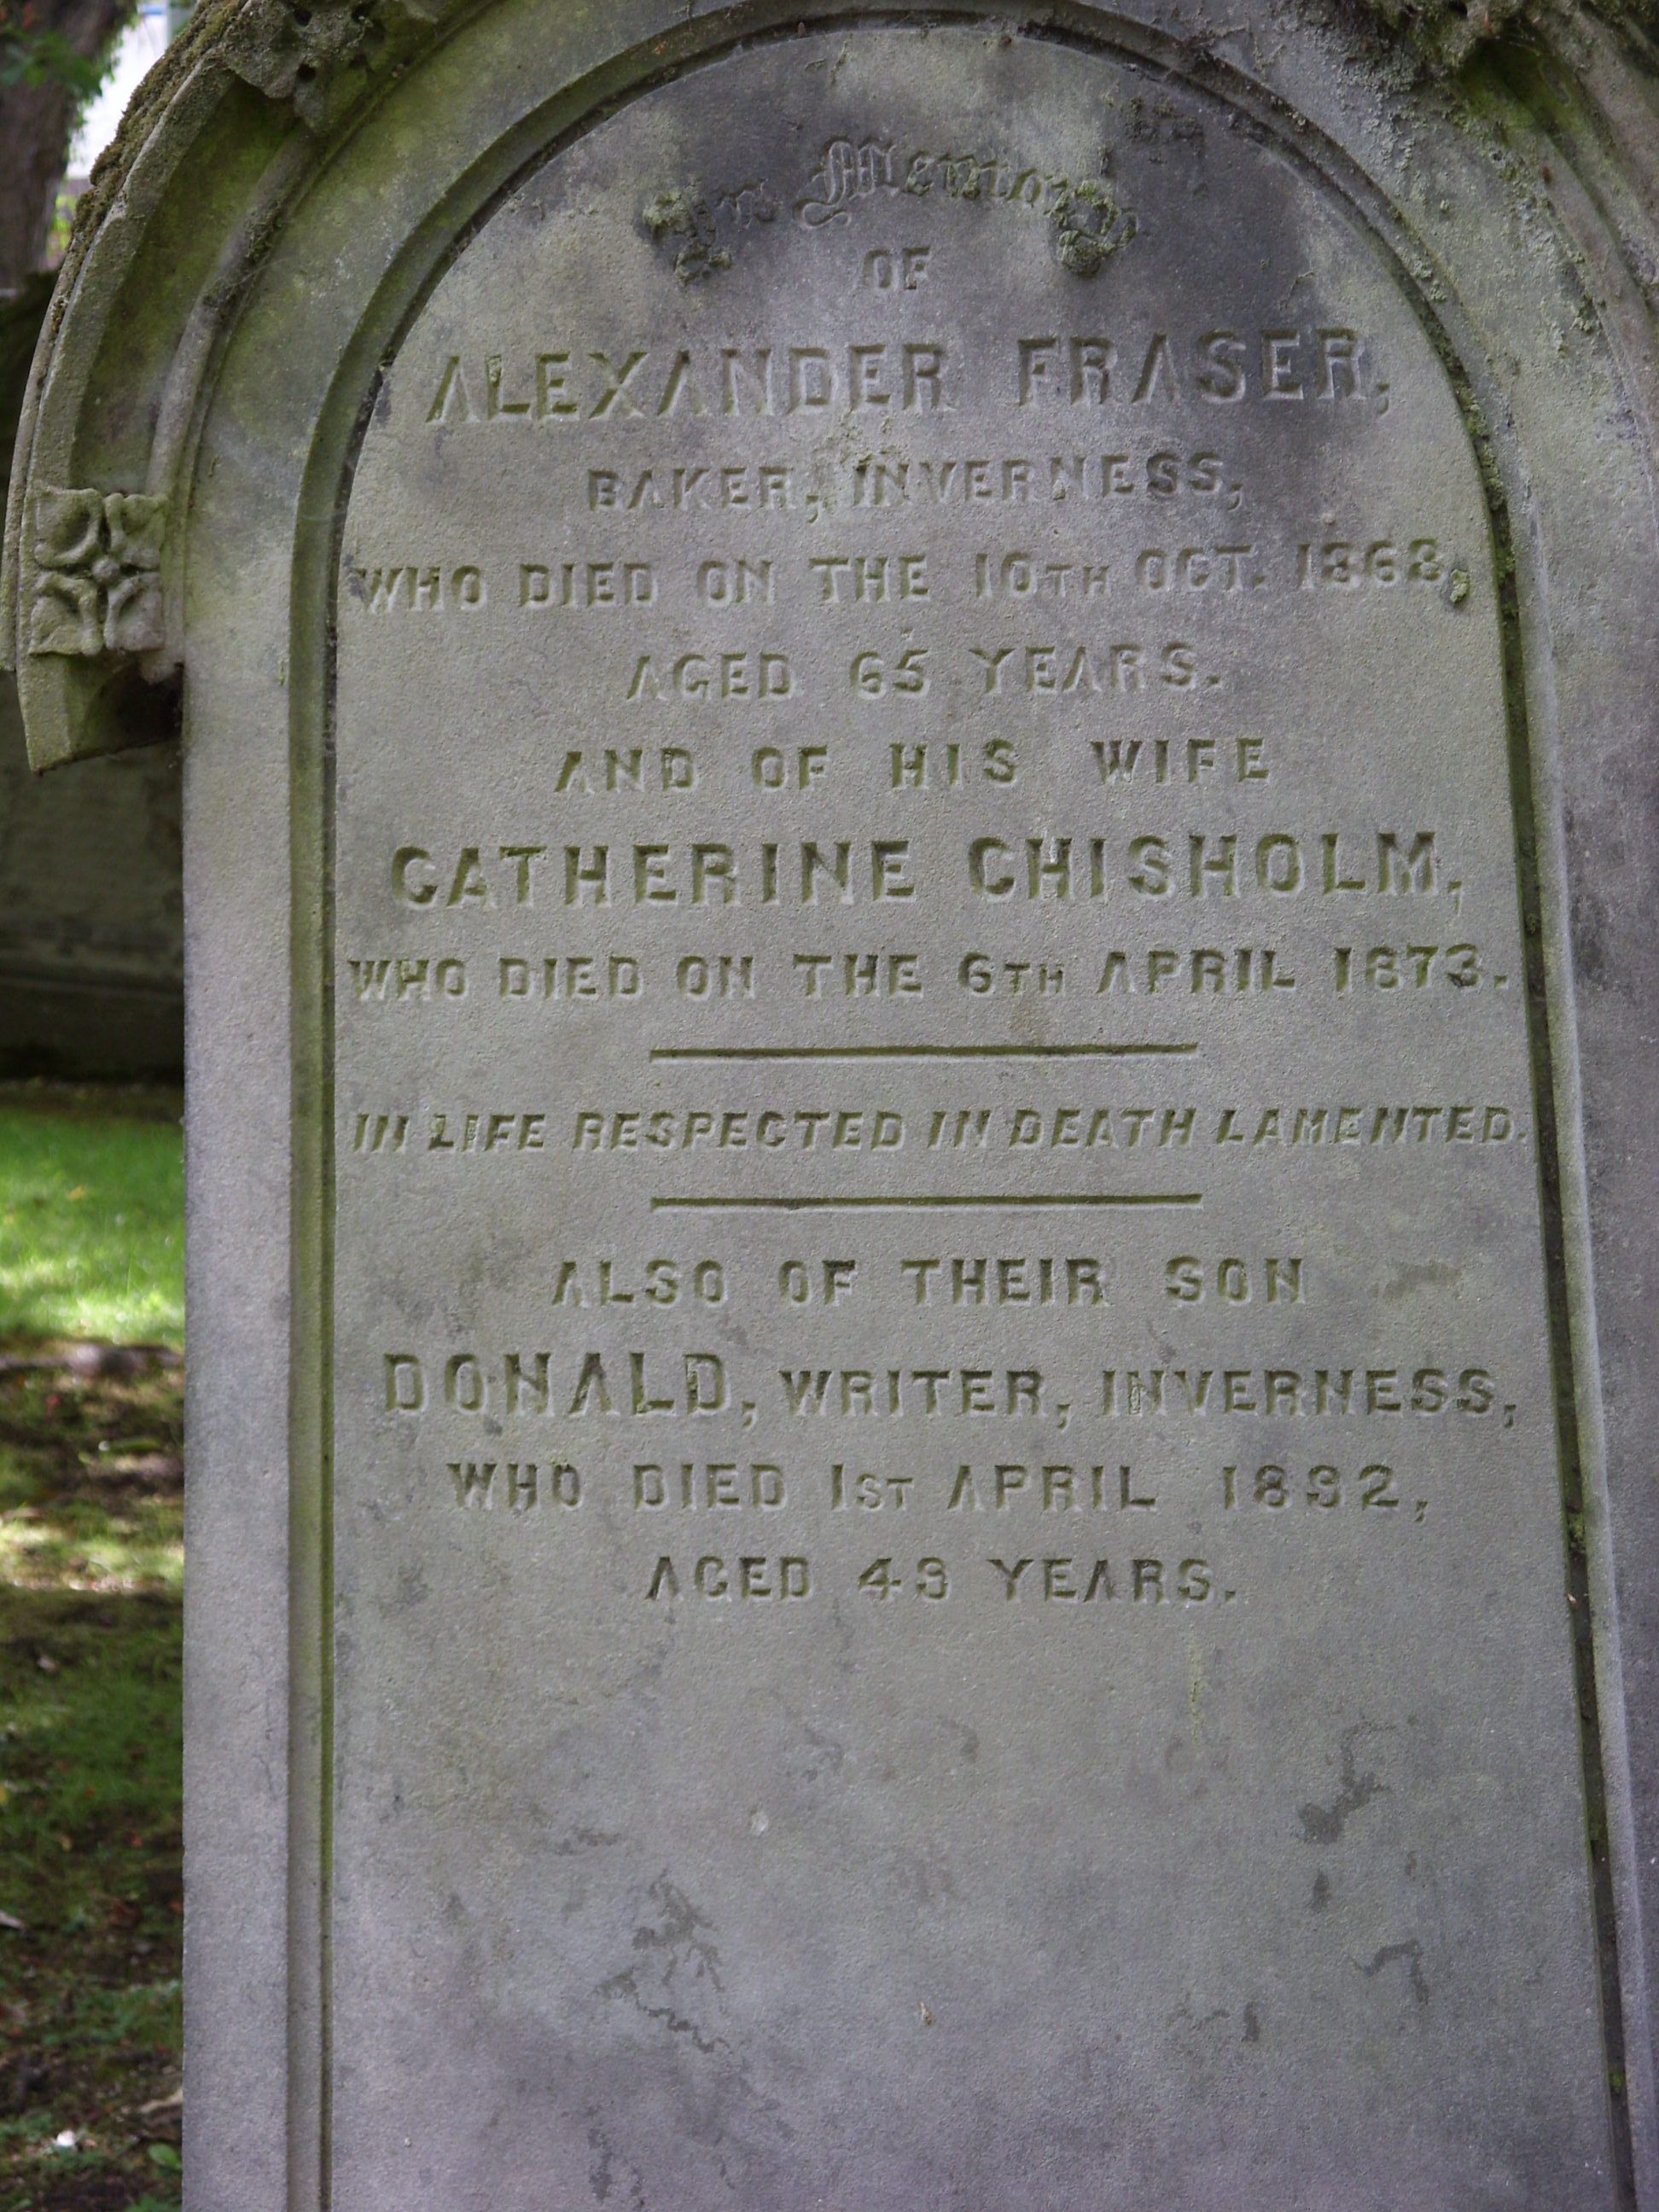 In Memory
OF
ALEXANDER FRASER,
BAKER, INVERNESS,
WHO DIED ON THE 10TH OCT. 1868,
AGED 65 YEARS.
AND OF HIS WIFE
CATHERINE CHISHOLM,
WHO DIED ON THE 6TH APRIL 1873.
IN LIFE RESPECTED IN DEATH LAMENTED.
ALSO OF THEIR SON
DONALD, WRITER, INVERNESS,
WHO DIED 1ST APRIL 1892,
AGED 43 YEARS.